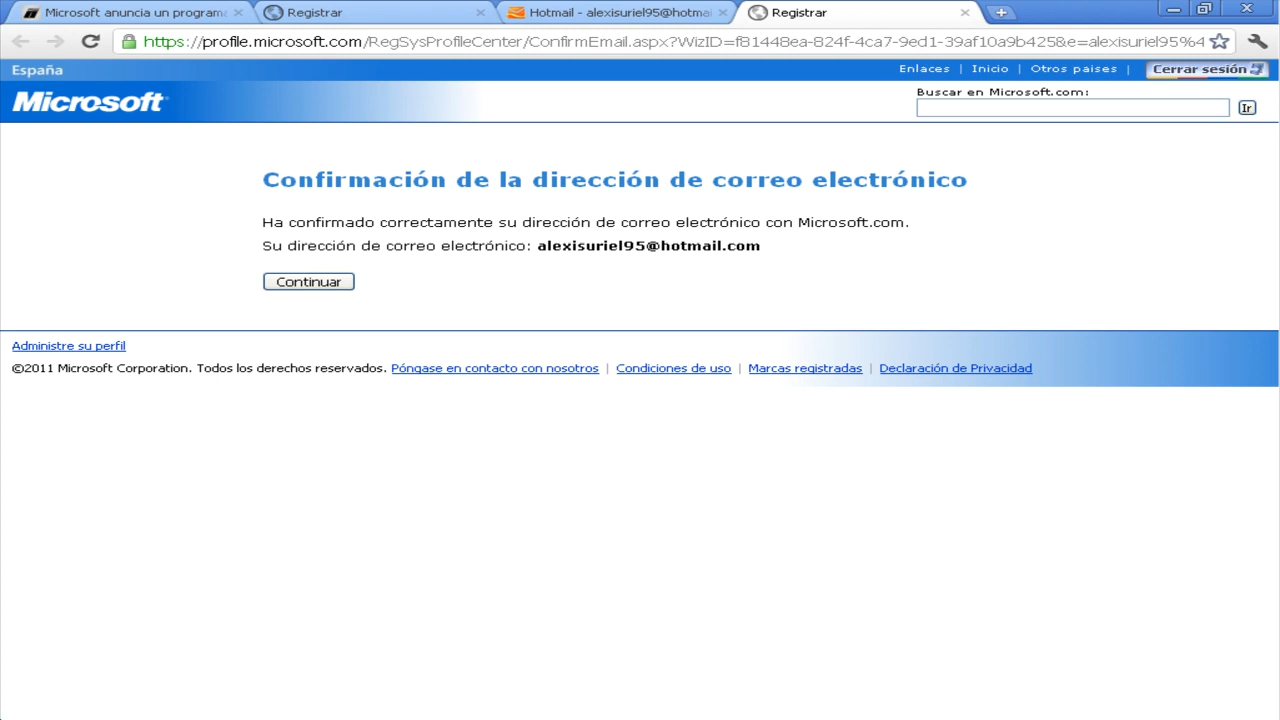 Microsoft anuncia un programa
Registrar
Hotmail - alexisuriel95@hotmai
Registrar
https://profile.microsoft.com/RegSysProfileCenter/ConfirmEmail.aspx?WizID=f81448ea-824f-4ca7-9ed1-39af10a9b425&e=alexisuriel95%4
España
Enlaces | Inicio | Otros paises |
Cerrar sesión
Microsoft
Buscar en Microsoft.com:
Ir
Confirmación de la dirección de correo electrónico
Ha confirmado correctamente su dirección de correo electrónico con Microsoft.com.
Su dirección de correo electrónico: alexisuriel95@hotmail.com
Continuar
Administre su perfil
©2011 Microsoft Corporation. Todos los derechos reservados. Póngase en contacto con nosotros | Condiciones de uso | Marcas registradas | Declaración de Privacidad